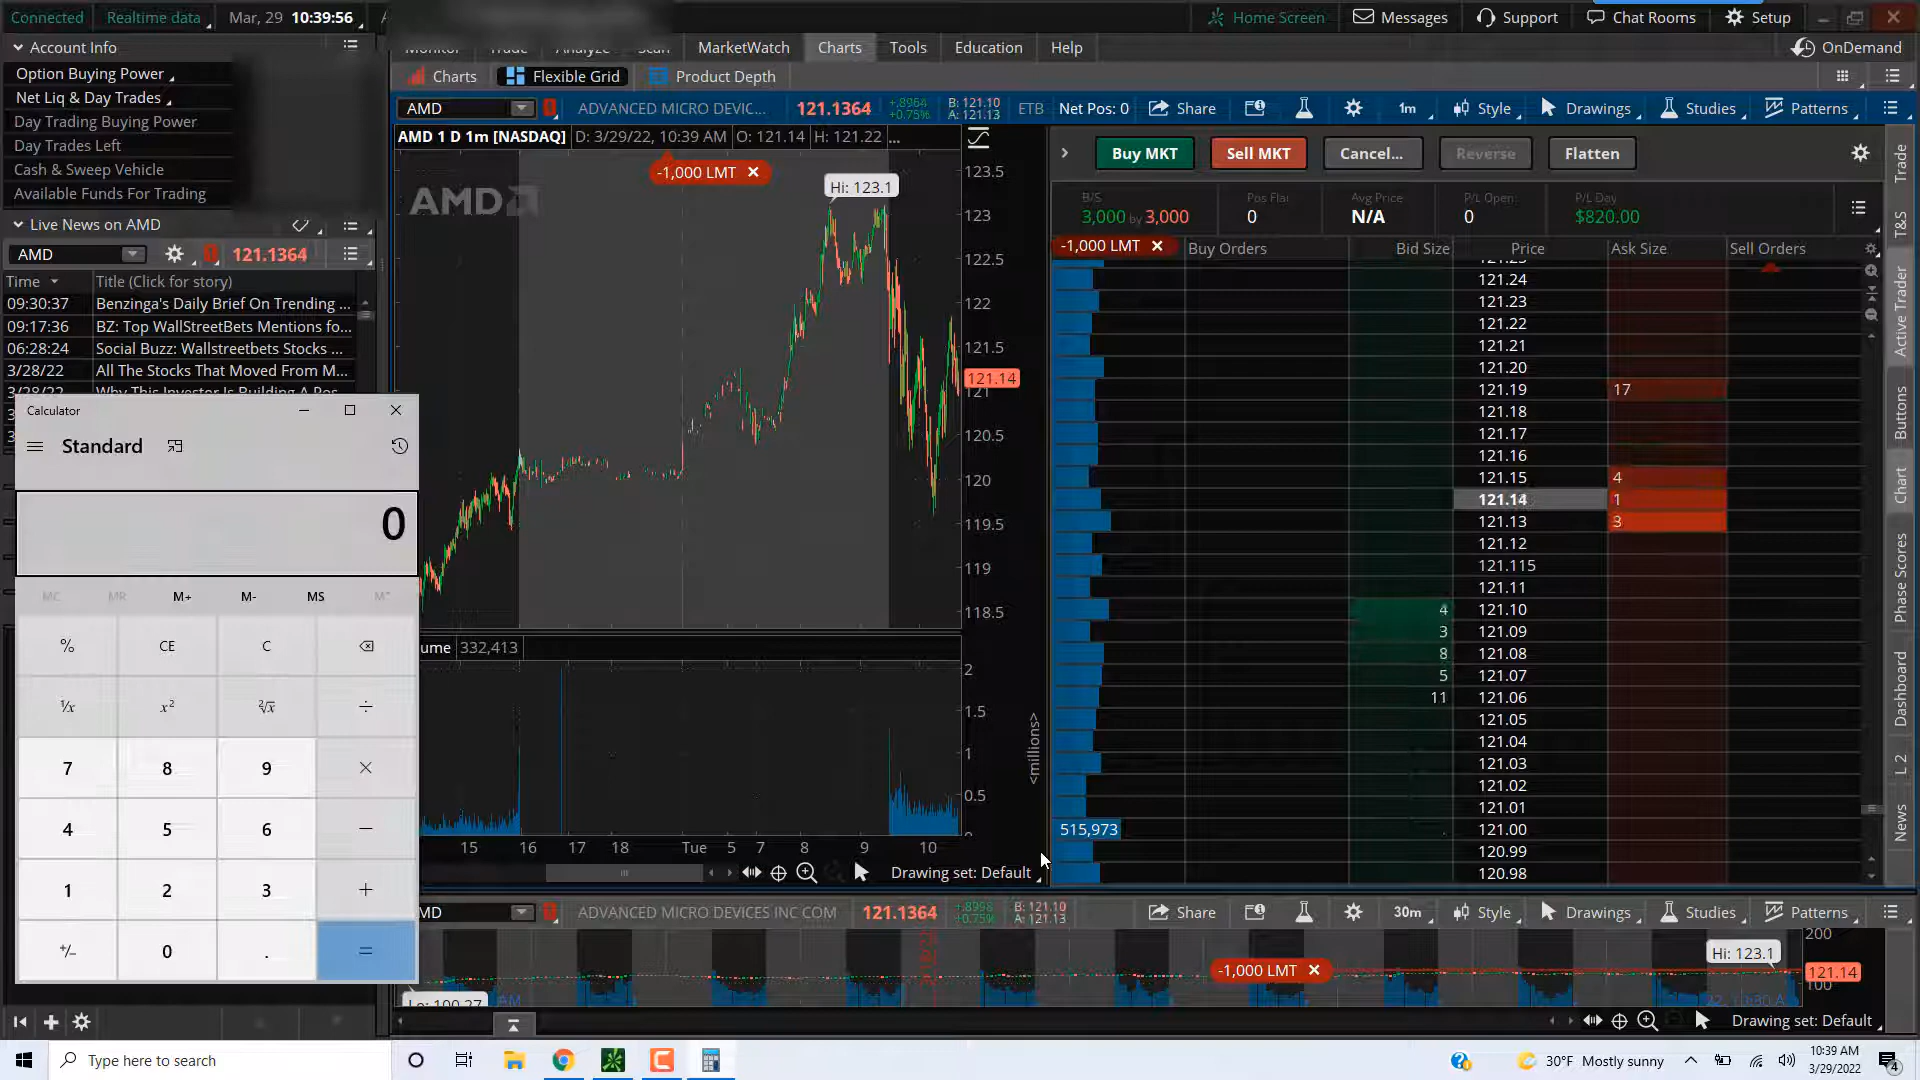 Connected
Realtime data
Mar, 29 10:39:56
Home Screen
Messages
Support
Chat Rooms
Setup
Account Info
Option Buying Power
Net Liq & Day Trades
Day Trading Buying Power
Day Trades Left
Cash & Sweep Vehicle
Available Funds For Trading
Live News on AMD
AMD
1
121.1364
Time Title (Click for story)
09:30:37 Benzinga's Daily Brief On Trending ...
09:17:36 BZ: Top WallStreetBets Mentions fo...
06:28:24 Social Buzz: Wallstreetbets Stocks ...
3/28/22 All The Stocks That Moved From M...
MarketWatch
Charts
Tools
Education
Help
OnDemand
Charts
Flexible Grid
Product Depth
AMD
ADVANCED MICRO DEVIC...
121.1364
+.8964
+0.75%
B: 121.10
A: 121.13
ETB
Net Pos: 0
Share
1m
Style
Drawings
Studies
Patterns
AMD 1 D 1m [NASDAQ] D: 3/29/22, 10:39 AM O: 121.14 H: 121.22 ...
-1,000 LMT
AMD
Hi: 123.1
123.5
123
122.5
122
121.5
121.14
121
120.5
120
119.5
119
118.5
ume 332,413
2
1.5
1
0.5
<millions>
15 16 17 18 Tue 5 7 8 9 10
Drawing set: Default
Buy MKT
Sell MKT
Cancel...
Reverse
Flatten
B/S
3,000 by 3,000
Pos Flat
0
Avg Price
N/A
P/L Open:
0
P/L Day
$820.00
-1,000 LMT
Buy Orders
Bid Size
Price
Ask Size
Sell Orders
121.24
121.23
121.22
121.21
121.20
121.19 17
121.18
121.17
121.16
121.15 4
121.14 1
121.13 3
121.12
121.115
121.11
4 121.10
3 121.09
8 121.08
5 121.07
11 121.06
121.05
121.04
121.03
121.02
121.01
515,973 121.00
120.99
120.98
Trade
T&S
Active Trader
Buttons
Chart
Phase Scores
Dashboard
L 2
News
Calculator
Standard
0
MC MR M+ M- MS
% CE C
¹/x x² ²√x ÷
7 8 9 ×
4 5 6 −
1 2 3 +
+/− 0 . =
MD
ADVANCED MICRO DEVICES INC COM
121.1364
+0.75%
B: 121.10
A: 121.13
Share
30m
Style
Drawings
Studies
Patterns
-1,000 LMT
Hi: 123.1
200
121.14
100
Lo: 100.27
Drawing set: Default
Type here to search
30°F Mostly sunny
10:39 AM
3/29/2022
4